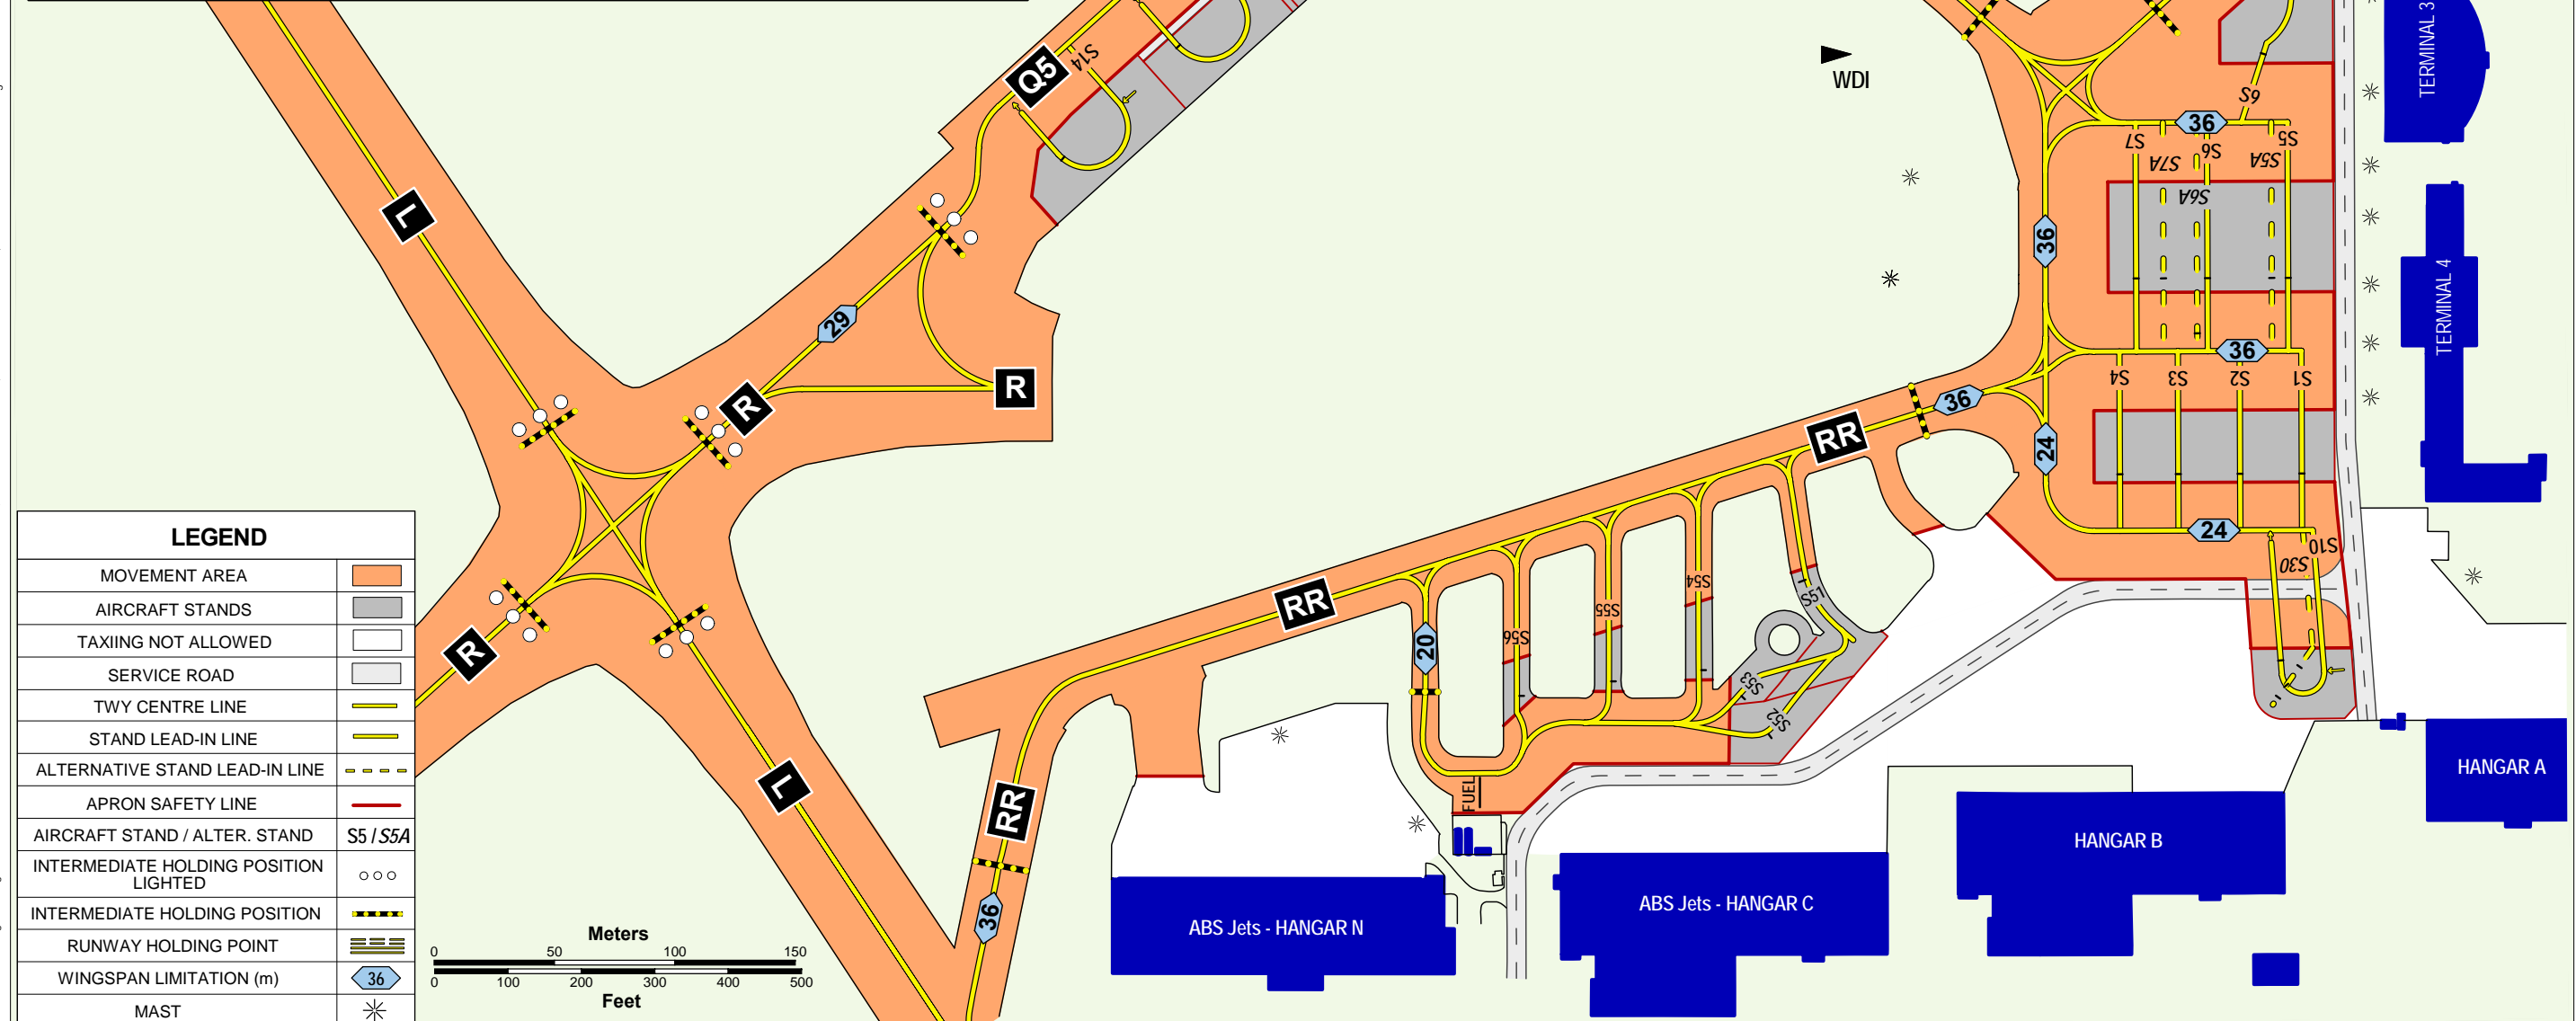 Q5
S14
WDI
TERMINAL 3
S9
36
S7
S7A
S6
S5A
S5
S6A
L
36
29
TERMINAL 4
36
R
R
S4
S3
S2
S1
36
RR
24
24
S10
S30
LEGEND
MOVEMENT AREA
AIRCRAFT STANDS
TAXIING NOT ALLOWED
SERVICE ROAD
TWY CENTRE LINE
STAND LEAD-IN LINE
ALTERNATIVE STAND LEAD-IN LINE
APRON SAFETY LINE
AIRCRAFT STAND / ALTER. STAND S5 / S5A
INTERMEDIATE HOLDING POSITION
LIGHTED
INTERMEDIATE HOLDING POSITION
RUNWAY HOLDING POINT
WINGSPAN LIMITATION (m) 36
MAST
R
RR
20
S56
S55
S54
S51
S53
S52
L
RR
FUEL
36
Meters
0 50 100 150
0 100 200 300 400 500
Feet
ABS Jets - HANGAR N
ABS Jets - HANGAR C
HANGAR B
HANGAR A